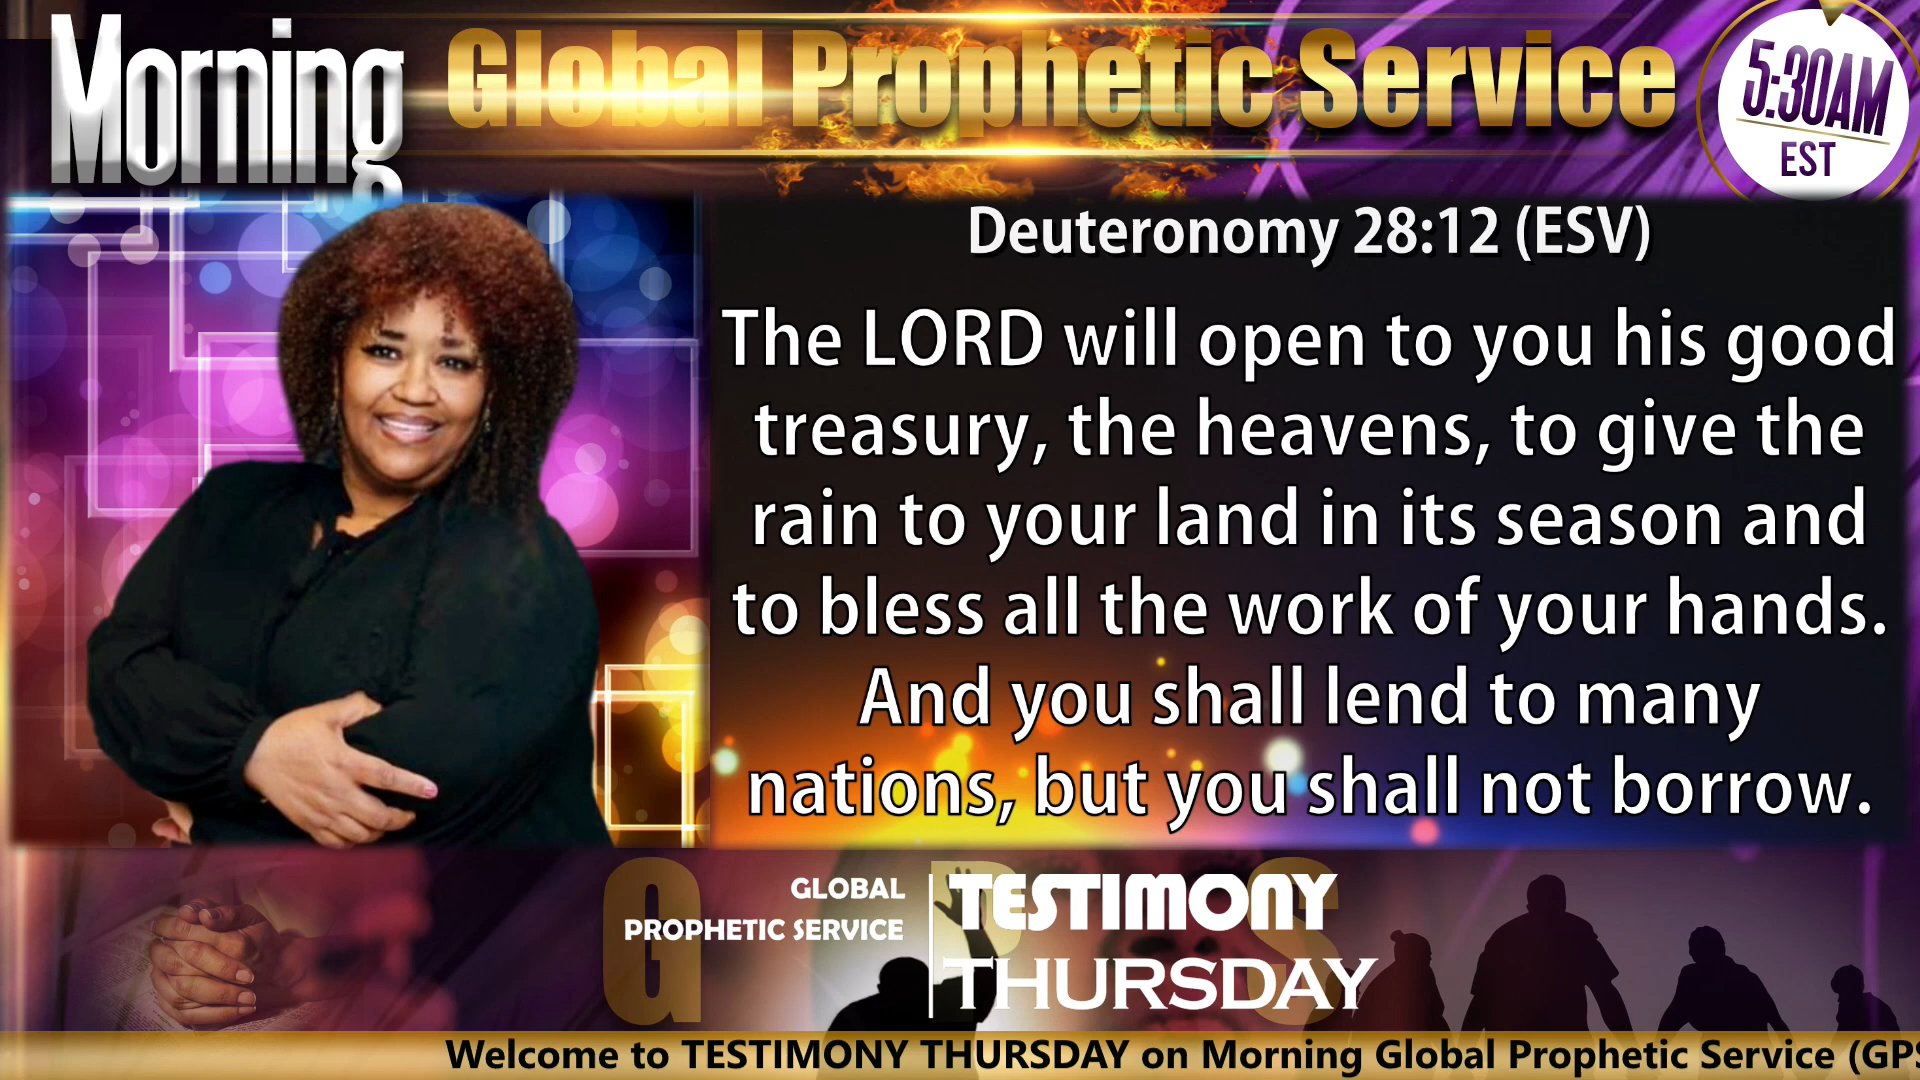 Morning
Global Prophetic Service
5:30AM
EST
Deuteronomy 28:12 (ESV)
The LORD will open to you his good
treasury, the heavens, to give the
rain to your land in its season and
to bless all the work of your hands.
And you shall lend to many
nations, but you shall not borrow.
G P S
GLOBAL
PROPHETIC SERVICE
TESTIMONY
THURSDAY
Welcome to TESTIMONY THURSDAY on Morning Global Prophetic Service (GPS